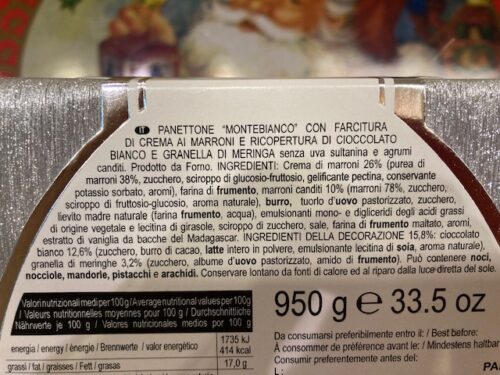 IT PANETTONE "MONTEBIANCO" CON FARCITURA
DI CREMA AI MARRONI E RICOPERTURA DI CIOCCOLATO
BIANCO E GRANELLA DI MERINGA senza uva sultanina e agrumi
canditi. Prodotto da Forno. INGREDIENTI: Crema di marroni 26% (purea di
marroni 38%, zucchero, sciroppo di glucosio-fruttosio, gelificante pectina, conservante
potassio sorbato, aromi), farina di frumento, marroni canditi 10% (marroni 78%, zucchero,
sciroppo di glucosio-fruttosio, aroma naturale), burro, tuorlo d'uovo pastorizzato, zucchero,
lievito madre naturale (farina frumento, acqua), emulsionanti mono- e digliceridi degli acidi grassi
di origine vegetale e lecitina di girasole, sciroppo di zucchero, sale, farina di frumento maltato, aromi,
estratto di vaniglia da bacche del Madagascar. INGREDIENTI DELLA DECORAZIONE 15,8%: cioccolato
bianco 12,6% (zucchero, burro di cacao, latte intero in polvere, emulsionante lecitina di soia, aroma naturale),
granella di meringhe 3,2% (zucchero, albume d'uovo pastorizzato, amido di frumento). Può contenere noci,
nocciole, mandorle, pistacchi e arachidi. Conservare lontano da fonti di calore ed al riparo dalla luce diretta del sole.
Valori nutrizionali medi per 100g / Average nutritional values per 100g
/ Valeurs nutritionnelles moyennes pour 100g / Durchschnittliche
Nährwerte je 100 g / Valores nutricionales medios por 100 g
energia / energy / énergie / Brennwerte / valor energético 1735 kJ
414 kcal
grassi / fat / graisses / Fett / grasas 17,0 g
950 g e 33.5 oz
Da consumarsi preferibilmente entro il: / Best before:
À consommer de préférence avant le: / Mindestens haltbar
Consumir preferentemente antes del:
L:
PA